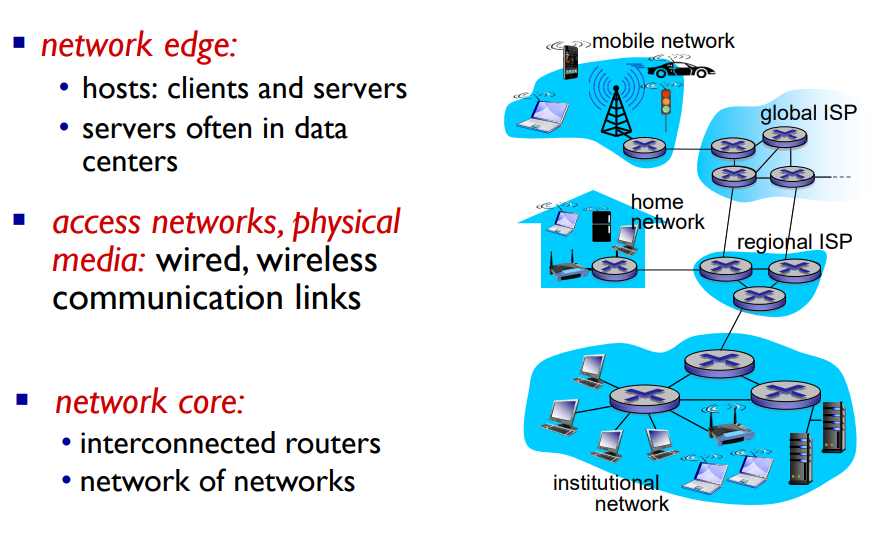 network edge:
hosts: clients and servers
servers often in data
centers
access networks, physical
media: wired, wireless
communication links
network core:
interconnected routers
network of networks
mobile network
global ISP
home
network
regional ISP
institutional
network